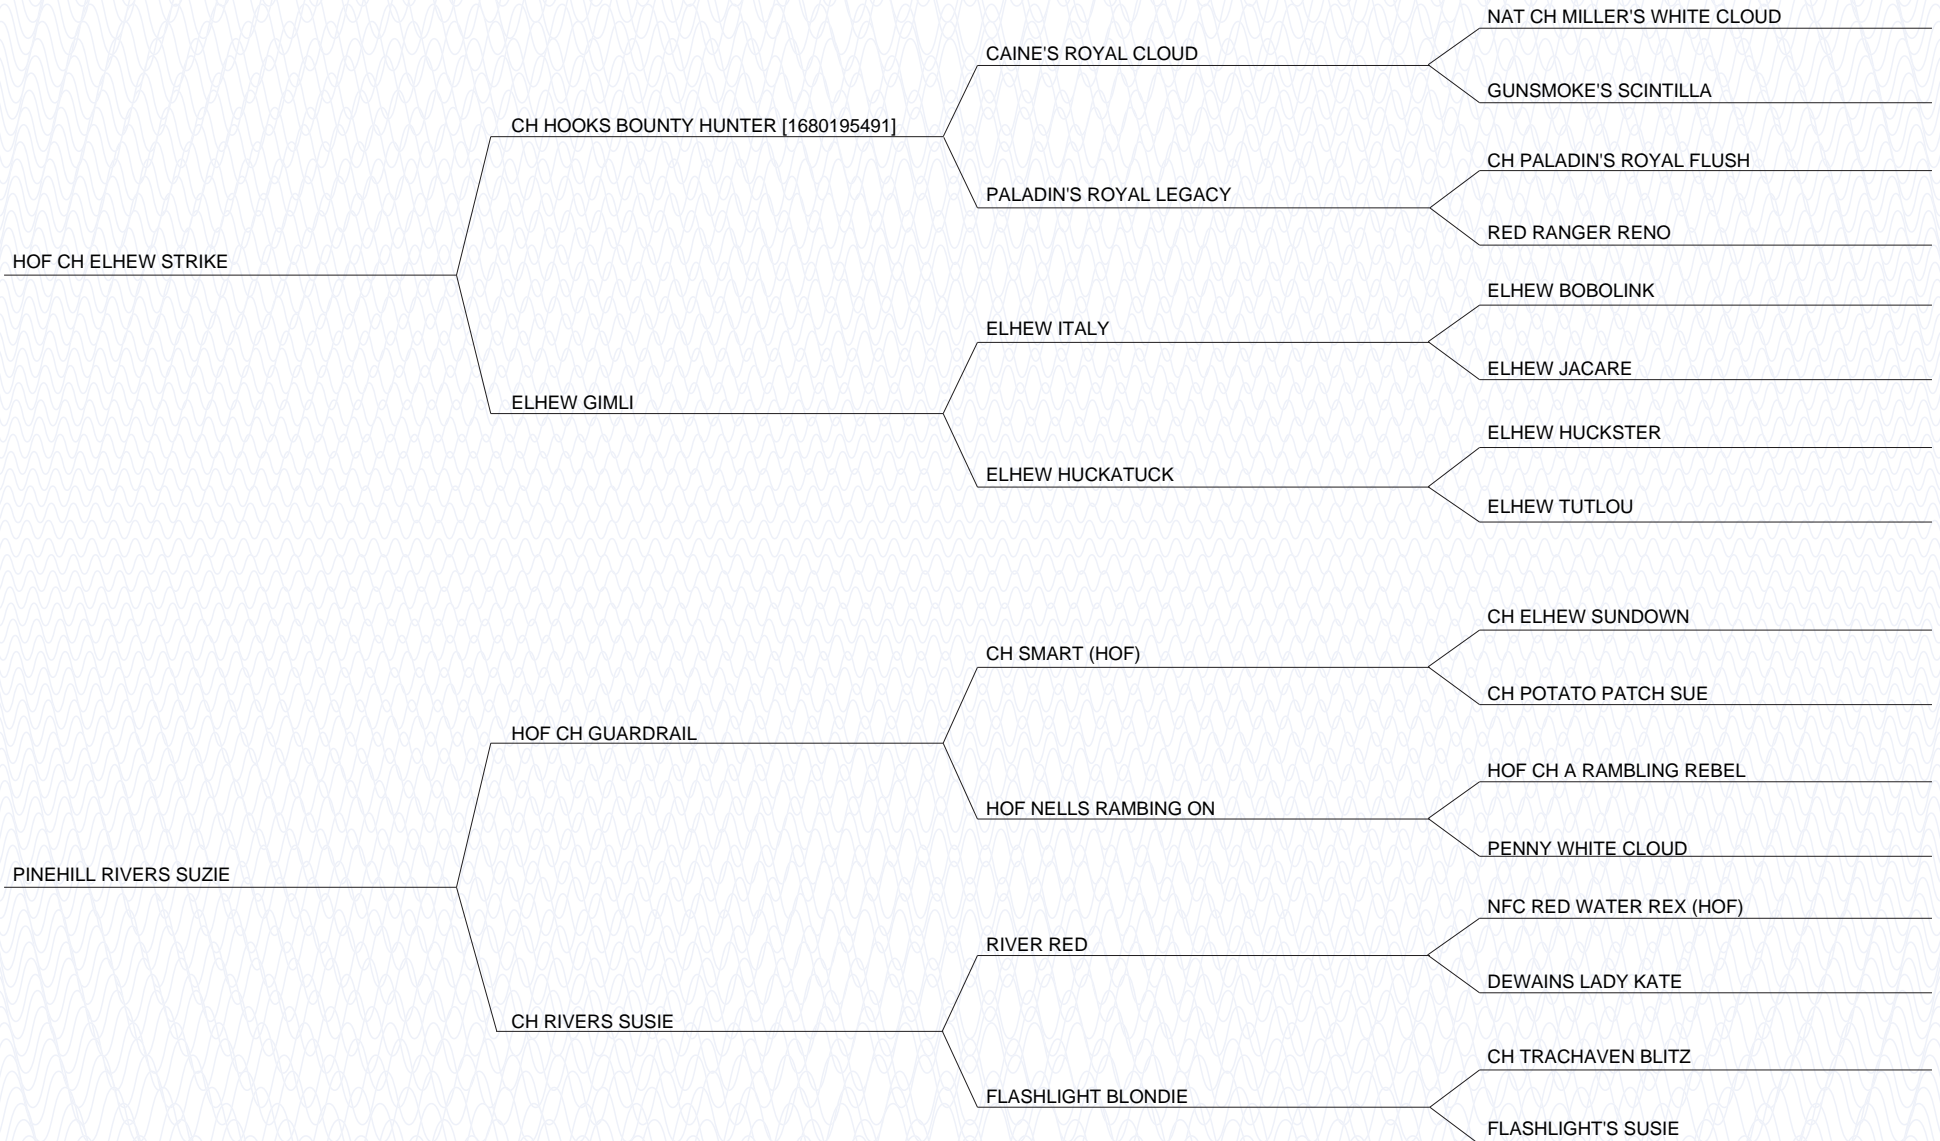 NAT CH MILLER'S WHITE CLOUD
CAINE'S ROYAL CLOUD
GUNSMOKE'S SCINTILLA
CH HOOKS BOUNTY HUNTER [1680195491]
CH PALADIN'S ROYAL FLUSH
PALADIN'S ROYAL LEGACY
RED RANGER RENO
HOF CH ELHEW STRIKE
ELHEW BOBOLINK
ELHEW ITALY
ELHEW JACARE
ELHEW GIMLI
ELHEW HUCKSTER
ELHEW HUCKATUCK
ELHEW TUTLOU
CH ELHEW SUNDOWN
CH SMART (HOF)
CH POTATO PATCH SUE
HOF CH GUARDRAIL
HOF CH A RAMBLING REBEL
HOF NELLS RAMBING ON
PENNY WHITE CLOUD
PINEHILL RIVERS SUZIE
NFC RED WATER REX (HOF)
RIVER RED
DEWAINS LADY KATE
CH RIVERS SUSIE
CH TRACHAVEN BLITZ
FLASHLIGHT BLONDIE
FLASHLIGHT'S SUSIE